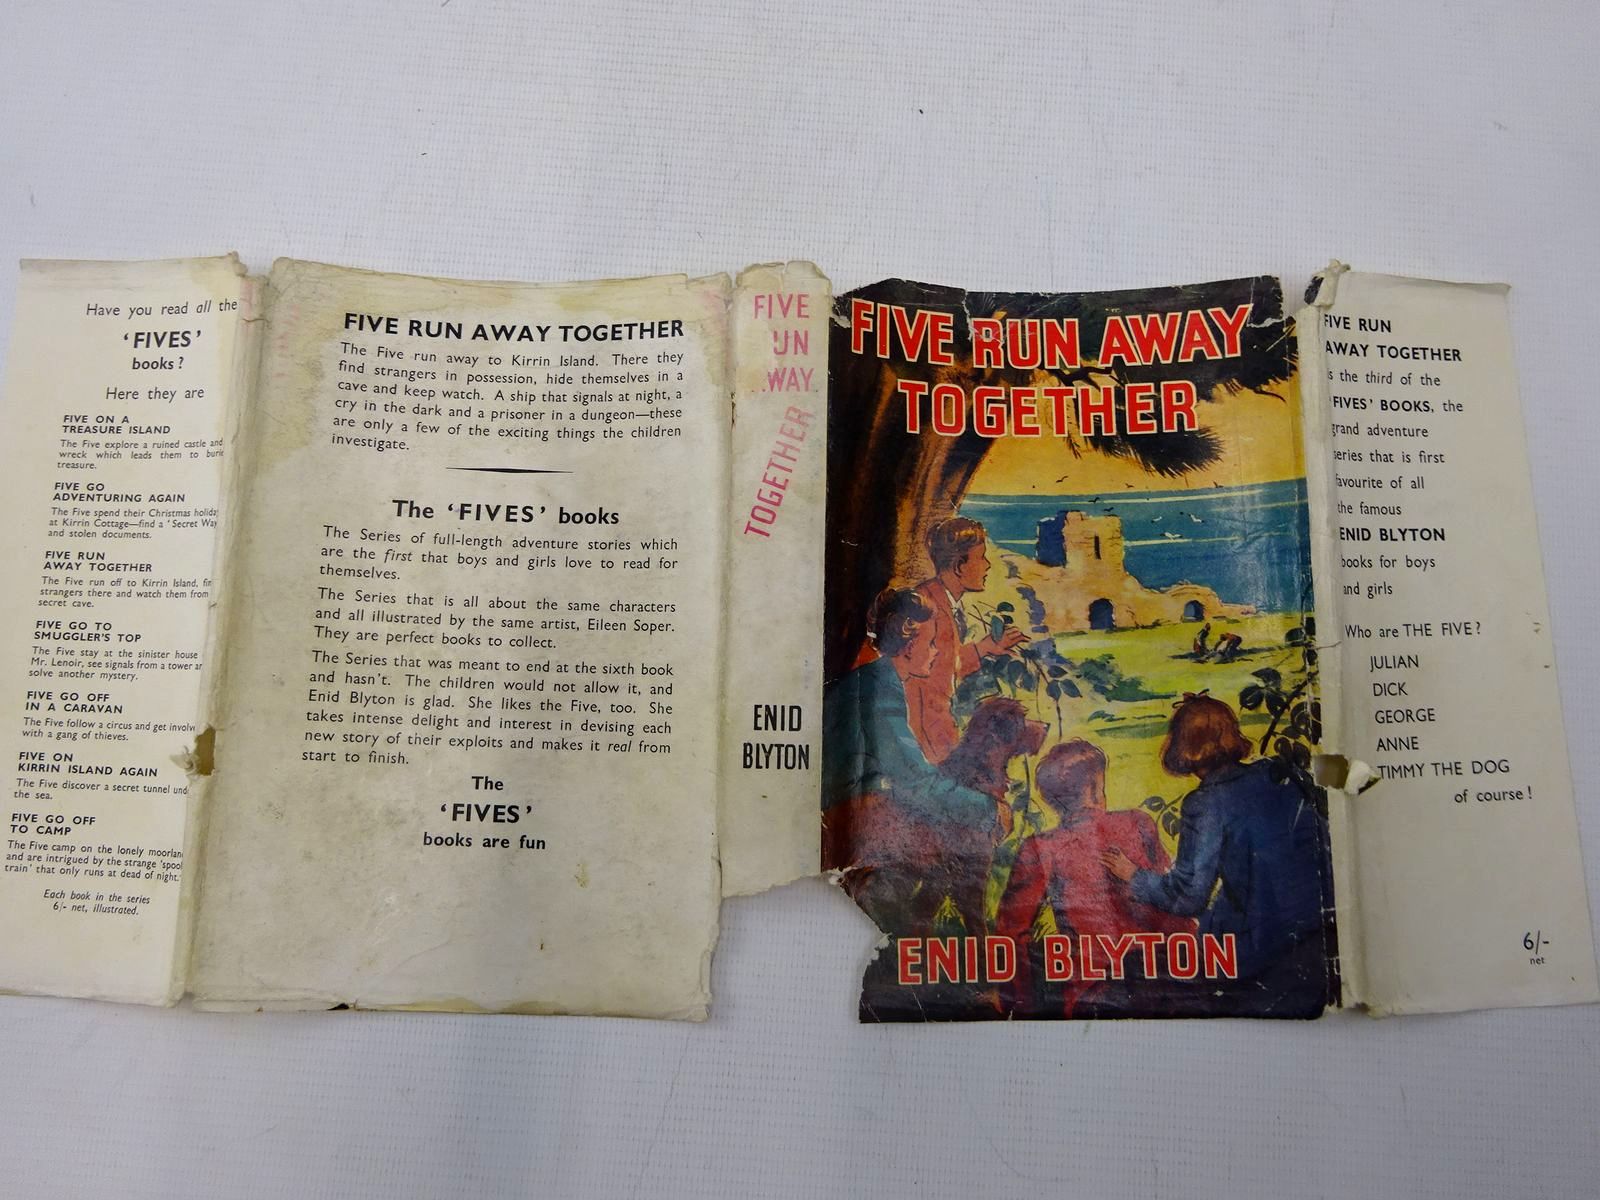 Have you read all the
‘FIVES’
books?
Here they are
FIVE ON A
TREASURE ISLAND
The Five explore a ruined castle and
wreck which leads them to
treasure.
FIVE GO
ADVENTURING AGAIN
The Five spend their Christmas
at Kirrin Cottage—find a ‘Secret Way
and stolen documents.
FIVE RUN
AWAY TOGETHER
The Five run off to Kirrin Island,
strangers there and watch them from
secret cave.
FIVE GO TO
SMUGGLER'S TOP
The Five stay at the sinister house
Mr. Lenoir, see signals from a tower
solve another mystery.
FIVE GO OFF
IN A CARAVAN
The Five follow a circus and get
with a gang of thieves.
FIVE ON
KIRRIN ISLAND AGAIN
The Five discover a secret tunnel
the sea.
FIVE GO OFF
TO CAMP
The Five camp on the lonely
and are intrigued by the strange
train’ that only runs at dead of night.
Each book in the series
6/- net, illustrated.
FIVE RUN AWAY TOGETHER
The Five run away to Kirrin Island. There they
find strangers in possession, hide themselves in a
cave and keep watch. A ship that signals at night, a
cry in the dark and a prisoner in a dungeon—these
are only a few of the exciting things the children
investigate.
The ‘FIVES’ books
The Series of full-length adventure stories which
are the first that boys and girls love to read for
themselves.
The Series that is all about the same characters
and all illustrated by the same artist, Eileen Soper.
They are perfect books to collect.
The Series that was meant to end at the sixth book
and hasn't. The children would not allow it, and
Enid Blyton is glad. She likes the Five, too. She
takes intense delight and interest in devising each
new story of their exploits and makes it real from
start to finish.
The
‘FIVES’
books are fun
FIVE
UN
WAY
TOGETHER
ENID
BLYTON
FIVE RUN AWAY
TOGETHER
ENID BLYTON
FIVE RUN
AWAY TOGETHER
is the third of the
‘FIVES’ BOOKS, the
grand adventure
series that is first
favourite of all
the famous
ENID BLYTON
books for boys
and girls
Who are THE FIVE?
JULIAN
DICK
GEORGE
ANNE
TIMMY THE DOG
of course!
6/-
net